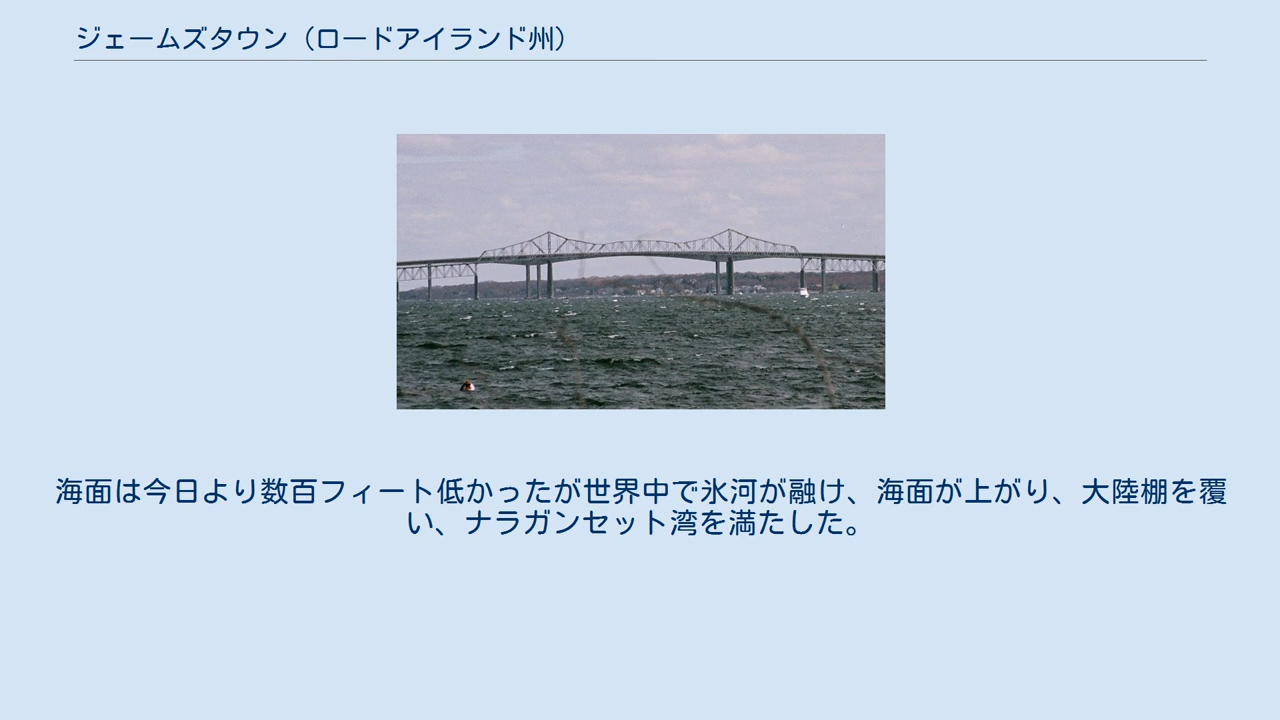 ジェームズタウン（ロードアイランド州）
海面は今日より数百フィート低かったが世界中で氷河が融け、海面が上がり、大陸棚を覆
い、ナラガンセット湾を満たした。